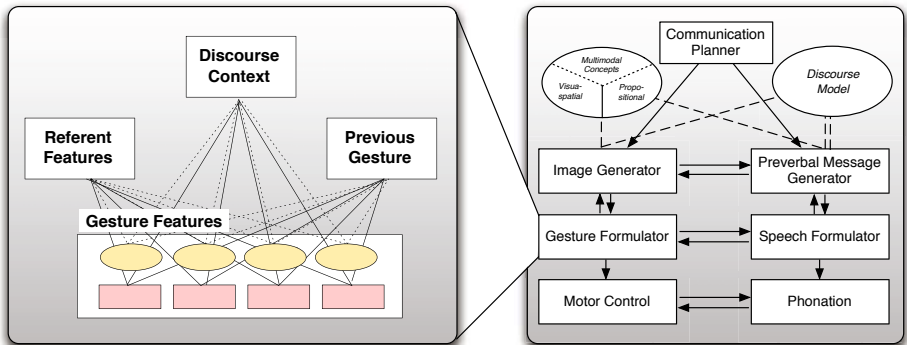 Discourse
Context
Referent
Features
Previous
Gesture
Gesture Features
Communication
Planner
Multimodal
Concepts
Visua-
spatial
Propo-
sitional
Discourse
Model
Image Generator
Preverbal Message
Generator
Gesture Formulator
Speech Formulator
Motor Control
Phonation